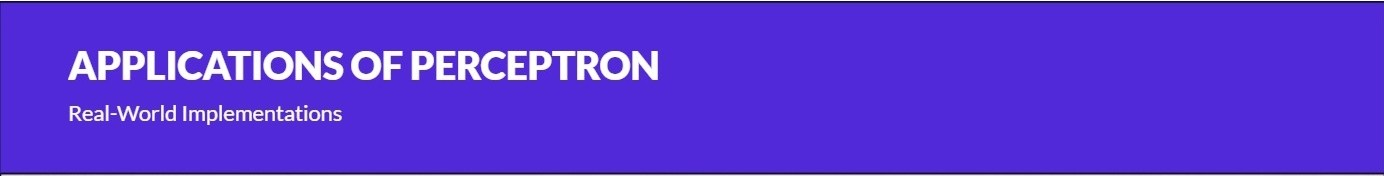 APPLICATIONS OF PERCEPTRON
Real-World Implementations